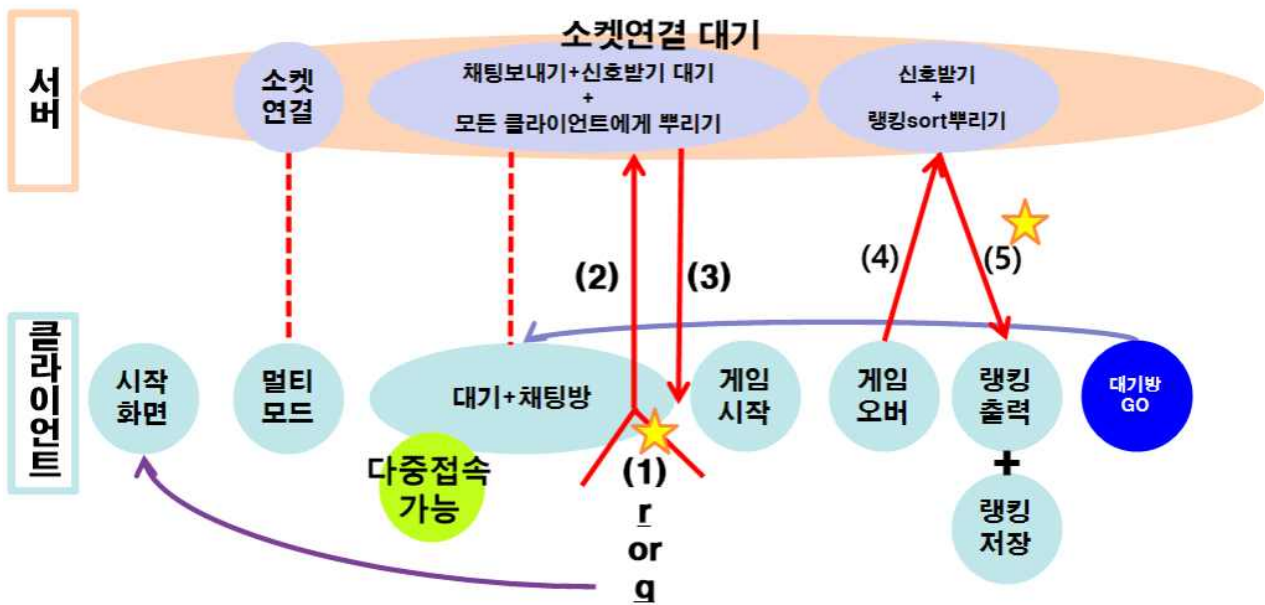 소켓연결 대기
서버
소켓
연결
채팅보내기+신호받기 대기
+
모든 클라이언트에게 뿌리기
신호받기
+
랭킹sort뿌리기
(2)
(3)
(4)
(5)
클라이언트
시작
화면
멀티
모드
대기+채팅방
게임
시작
게임
오버
랭킹
출력
대기방
GO
다중접속
가능
(1)
r
or
q
+
랭킹
저장